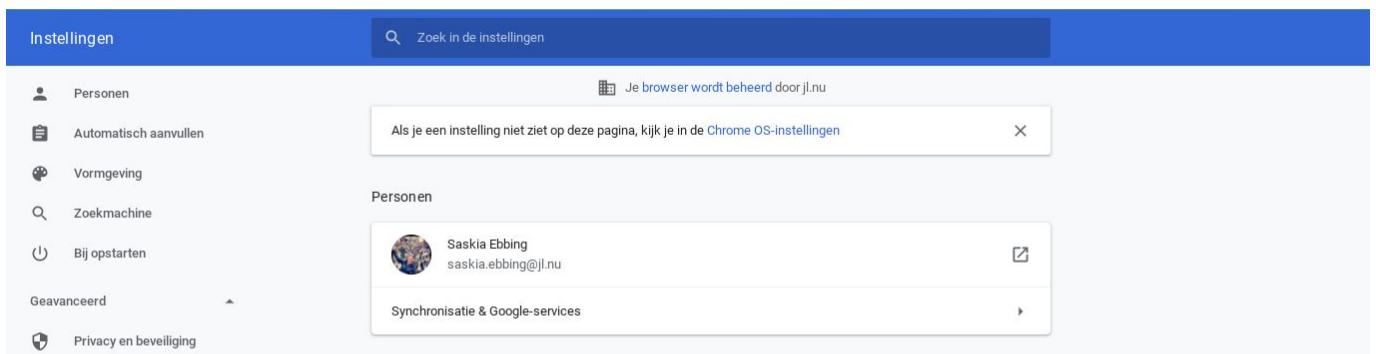 Instellingen
Zoek in de instellingen
Personen
Automatisch aanvullen
Vormgeving
Zoekmachine
Bij opstarten
Geavanceerd
Privacy en beveiliging
Je browser wordt beheerd door jl.nu
Als je een instelling niet ziet op deze pagina, kijk je in de Chrome OS-instellingen
Personen
Saskia Ebbing
saskia.ebbing@jl.nu
Synchronisatie & Google-services